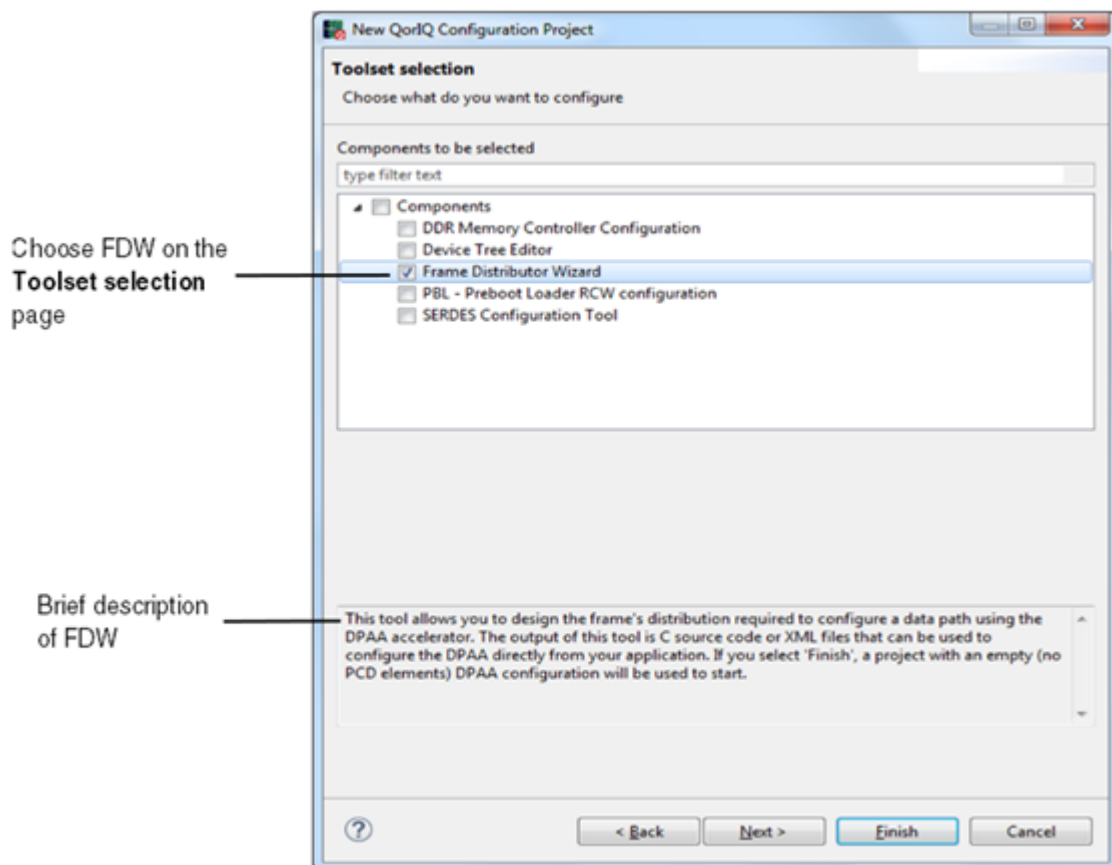 New QorIQ Configuration Project
Toolset selection
Choose what do you want to configure
Components to be selected
type filter text
Components
DDR Memory Controller Configuration
Device Tree Editor
Frame Distributor Wizard
PBL - Preboot Loader RCW configuration
SERDES Configuration Tool
Choose FDW on the
Toolset selection
page
Brief description
of FDW
This tool allows you to design the frame's distribution required to configure a data path using the
DPAA accelerator. The output of this tool is C source code or XML files that can be used to
configure the DPAA directly from your application. If you select 'Finish', a project with an empty (no
PCD elements) DPAA configuration will be used to start.
?
< Back
Next >
Finish
Cancel